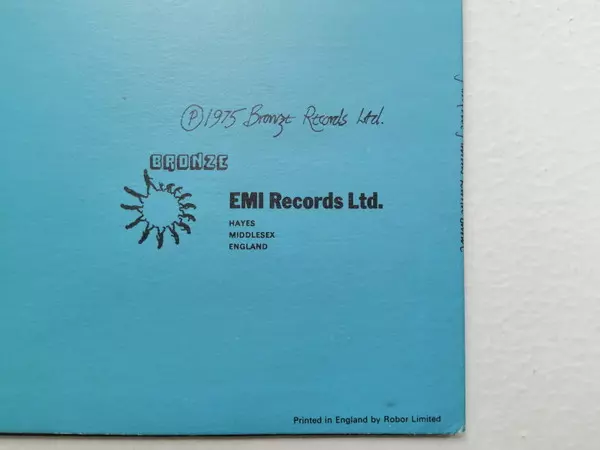 ℗ 1975 Bronze Records Ltd.
BRONZE
EMI Records Ltd.
HAYES
MIDDLESEX
ENGLAND
Printed in England by Robor Limited